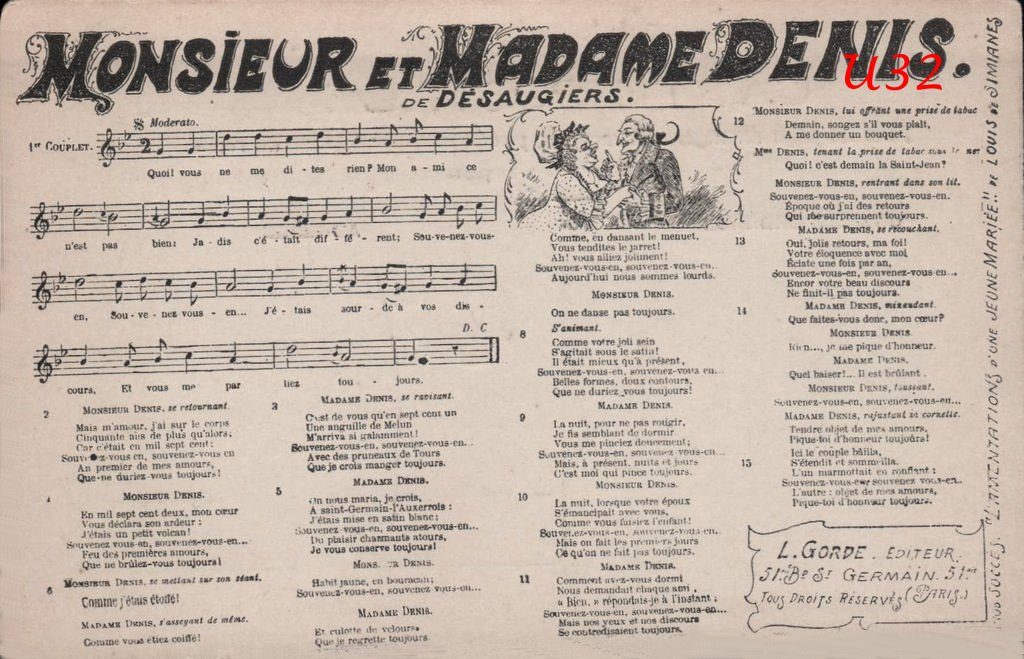 MONSIEUR ET MADAME DENIS.
U32
DE DÉSAUGIERS.
Moderato.
1er COUPLET.
Quoi! vous ne me di-tes rien? Mon a-mi ce
n'est pas bien: Ja-dis c'é-tait dif-fé-rent; Sou-ve-nez-vous-
en, Sou-ve-nez-vous-en... J'é-tais sour-de à vos dis-
D. C
cours, Et vous me par liez tou-jours.
2
MONSIEUR DENIS, se retournant.
Mais m'amour, j'ai sur le corps
Cinquante ans de plus qu'alors;
Car c'était en mil sept cent;
Souvenez-vous en, souvenez-vous en
An premier de mes amours,
Que ne duriez-vous toujours!
4
MONSIEUR DENIS.
En mil sept cent deux, mon cœur
Vous déclara son ardeur:
J'étais un petit volcan!
Souvenez-vous en, souvenez-vous-en...
Feu des premières amours,
Que ne brûlez-vous toujours!
6
MONSIEUR DENIS, se mettant sur son séant.
Comme j'étais étoffé!
MADAME DENIS, s'asseyant de même.
Comme vous étiez coiffé!
3
MADAME DENIS, se ravisant.
C'est de vous qu'en sept cent un
Une anguille de Melun
M'arriva si galamment!
Souvenez-vous-en, souvenez-vous-en...
Avec des pruneaux de Tours
Que je crois manger toujours.
MADAME DENIS.
5
On nous maria, je crois,
A saint-Germain-l'Auxerrois:
J'étais mise en satin blanc;
Souvenez-vous-en, souvenez-vous-en...
Du plaisir charmants atours,
Je vous conserve toujours!
MONS. DENIS.
Habit jaune, en bouracan;
Souvenez-vous-en, souvenez-vous-en...
MADAME DENIS.
Et culotte de velours
Que je regrette toujours.
Comme, en dansant le menuet,
Vous tendites le jarret!
Ah! vous alliez joliment!
Souvenez-vous-en, souvenez-vous-en...
Aujourd'hui nous sommes lourds.
MONSIEUR DENIS.
On ne danse pas toujours.
S'animant.
8
Comme votre joli sein
S'agitait sous le satin!
Il était mieux qu'à présent,
Souvenez-vous-en, souvenez-vous en...
Belles formes, doux contours,
Que ne duriez vous toujours!
MADAME DENIS.
9
La nuit, pour ne pas rougir,
Je fis semblant de dormir
Vous me pinciez doucement;
Souvenez-vous-en, souvenez-vous-en...
Mais, à présent, nuits et jours
C'est moi qui pince toujours.
MONSIEUR DENIS.
10
La nuit, lorsque votre époux
S'émancipait avec vous,
Comme vous faisiez l'enfant!
Souvenez-vous-en, souvenez-vous-en...
Mais on fait les premiers jours
Ce qu'on ne fait pas toujours.
MADAME DENIS.
11
Comment avez-vous dormi
Nous demandait chaque ami,
« Bien, » répondais-je à l'instant;
Souvenez-vous-en, souvenez-vous-en...
Mais nos yeux et nos discours
Se contredisaient toujours.
MONSIEUR DENIS, lui offrant une prise de tabac
12
Demain, songez s'il vous plaît,
A me donner un bouquet.
Mme DENIS, tenant la prise de tabac sous le nez
Quoi! c'est demain la Saint-Jean?
MONSIEUR DENIS, rentrant dans son lit.
Souvenez-vous-en, souvenez-vous-en.
Époque où j'ai des retours
Qui me surprennent toujours.
MADAME DENIS, se recouchant.
13
Oui, jolis retours, ma foi!
Votre éloquence avec moi
Éclate une fois par an,
Souvenez-vous-en, souvenez-vous-en...
Encor votre beau discours
Ne finit-il pas toujours.
MADAME DENIS, minaudant.
14
Que faites-vous donc, mon cœur?
MONSIEUR DENIS
Rien..., je me pique d'honneur.
MADAME DENIS.
Quel baiser!... Il est brûlant.
MONSIEUR DENIS, toussant.
Souvenez-vous-en, souvenez-vous-en...
MADAME DENIS, rajustant sa cornette.
Tendre objet de mes amours,
Pique-toi d'honneur toujours!
Ici le couple bâilla,
15
S'étendit et sommeilla.
L'un marmottait en ronflant:
Souvenez-vous-en souvenez-vous-en...
L'autre: objet de mes amours,
Pique-toi d'honneur toujours!
L. GORDE. EDITEUR.
51. Bd St GERMAIN. 51.
TOUS DROITS RÉSERVÉS (PARIS.)
NOS SUCCÈS. "LAMENTATIONS D'UNE JEUNE MARIÉE" DE LOUIS DE SIMIANES